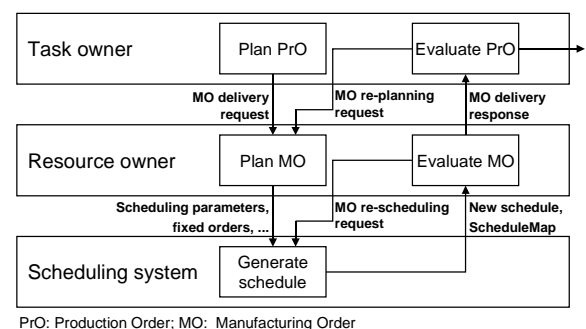 Task owner
Plan PrO
Evaluate PrO
MO delivery
request
MO re-planning
request
MO delivery
response
Resource owner
Plan MO
Evaluate MO
Scheduling parameters,
fixed orders, ...
MO re-scheduling
request
New schedule,
ScheduleMap
Scheduling system
Generate
schedule
PrO: Production Order; MO: Manufacturing Order